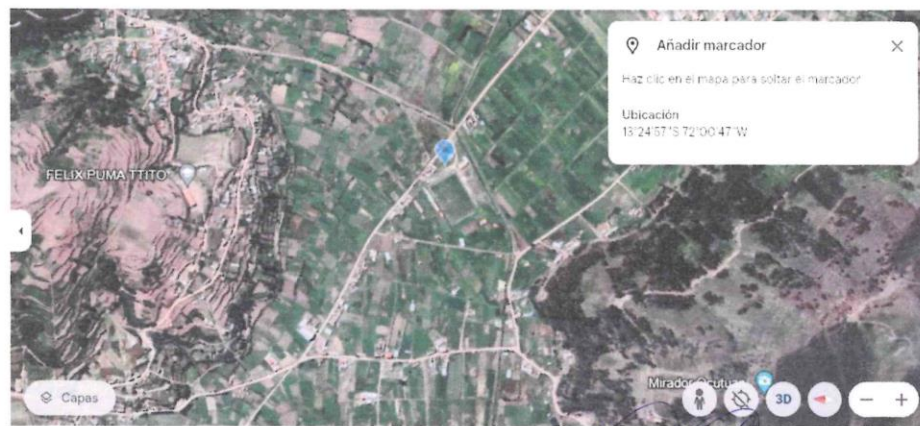 Añadir marcador
Haz clic en el mapa para soltar el marcador
Ubicación
13°24'57"S 72°00'47"W
FELIX PUMA TTITO
Mirador Ocutuan
Capas
3D